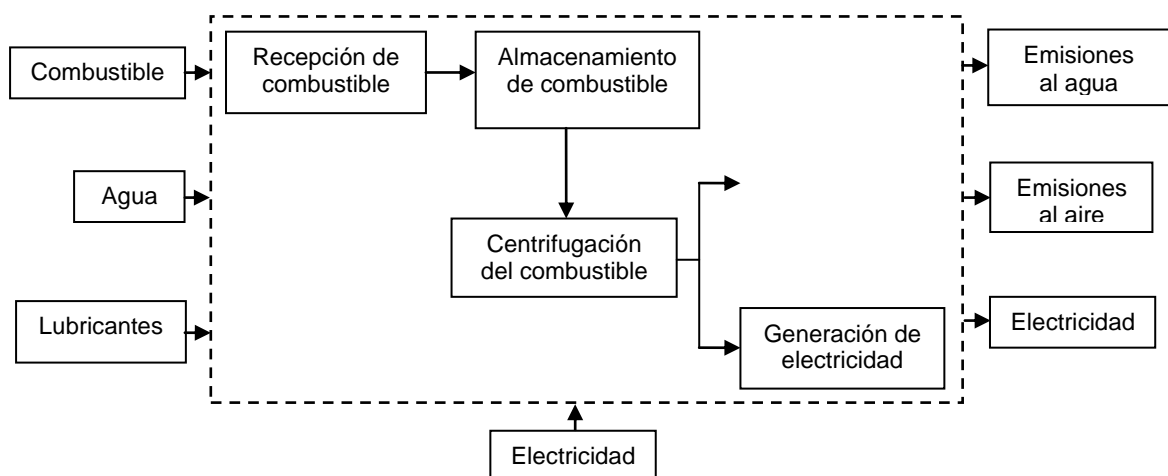 Combustible
Recepción de
combustible
Almacenamiento
de combustible
Emisiones
al agua
Agua
Emisiones
al aire
Centrifugación
del combustible
Lubricantes
Generación de
electricidad
Electricidad
Electricidad